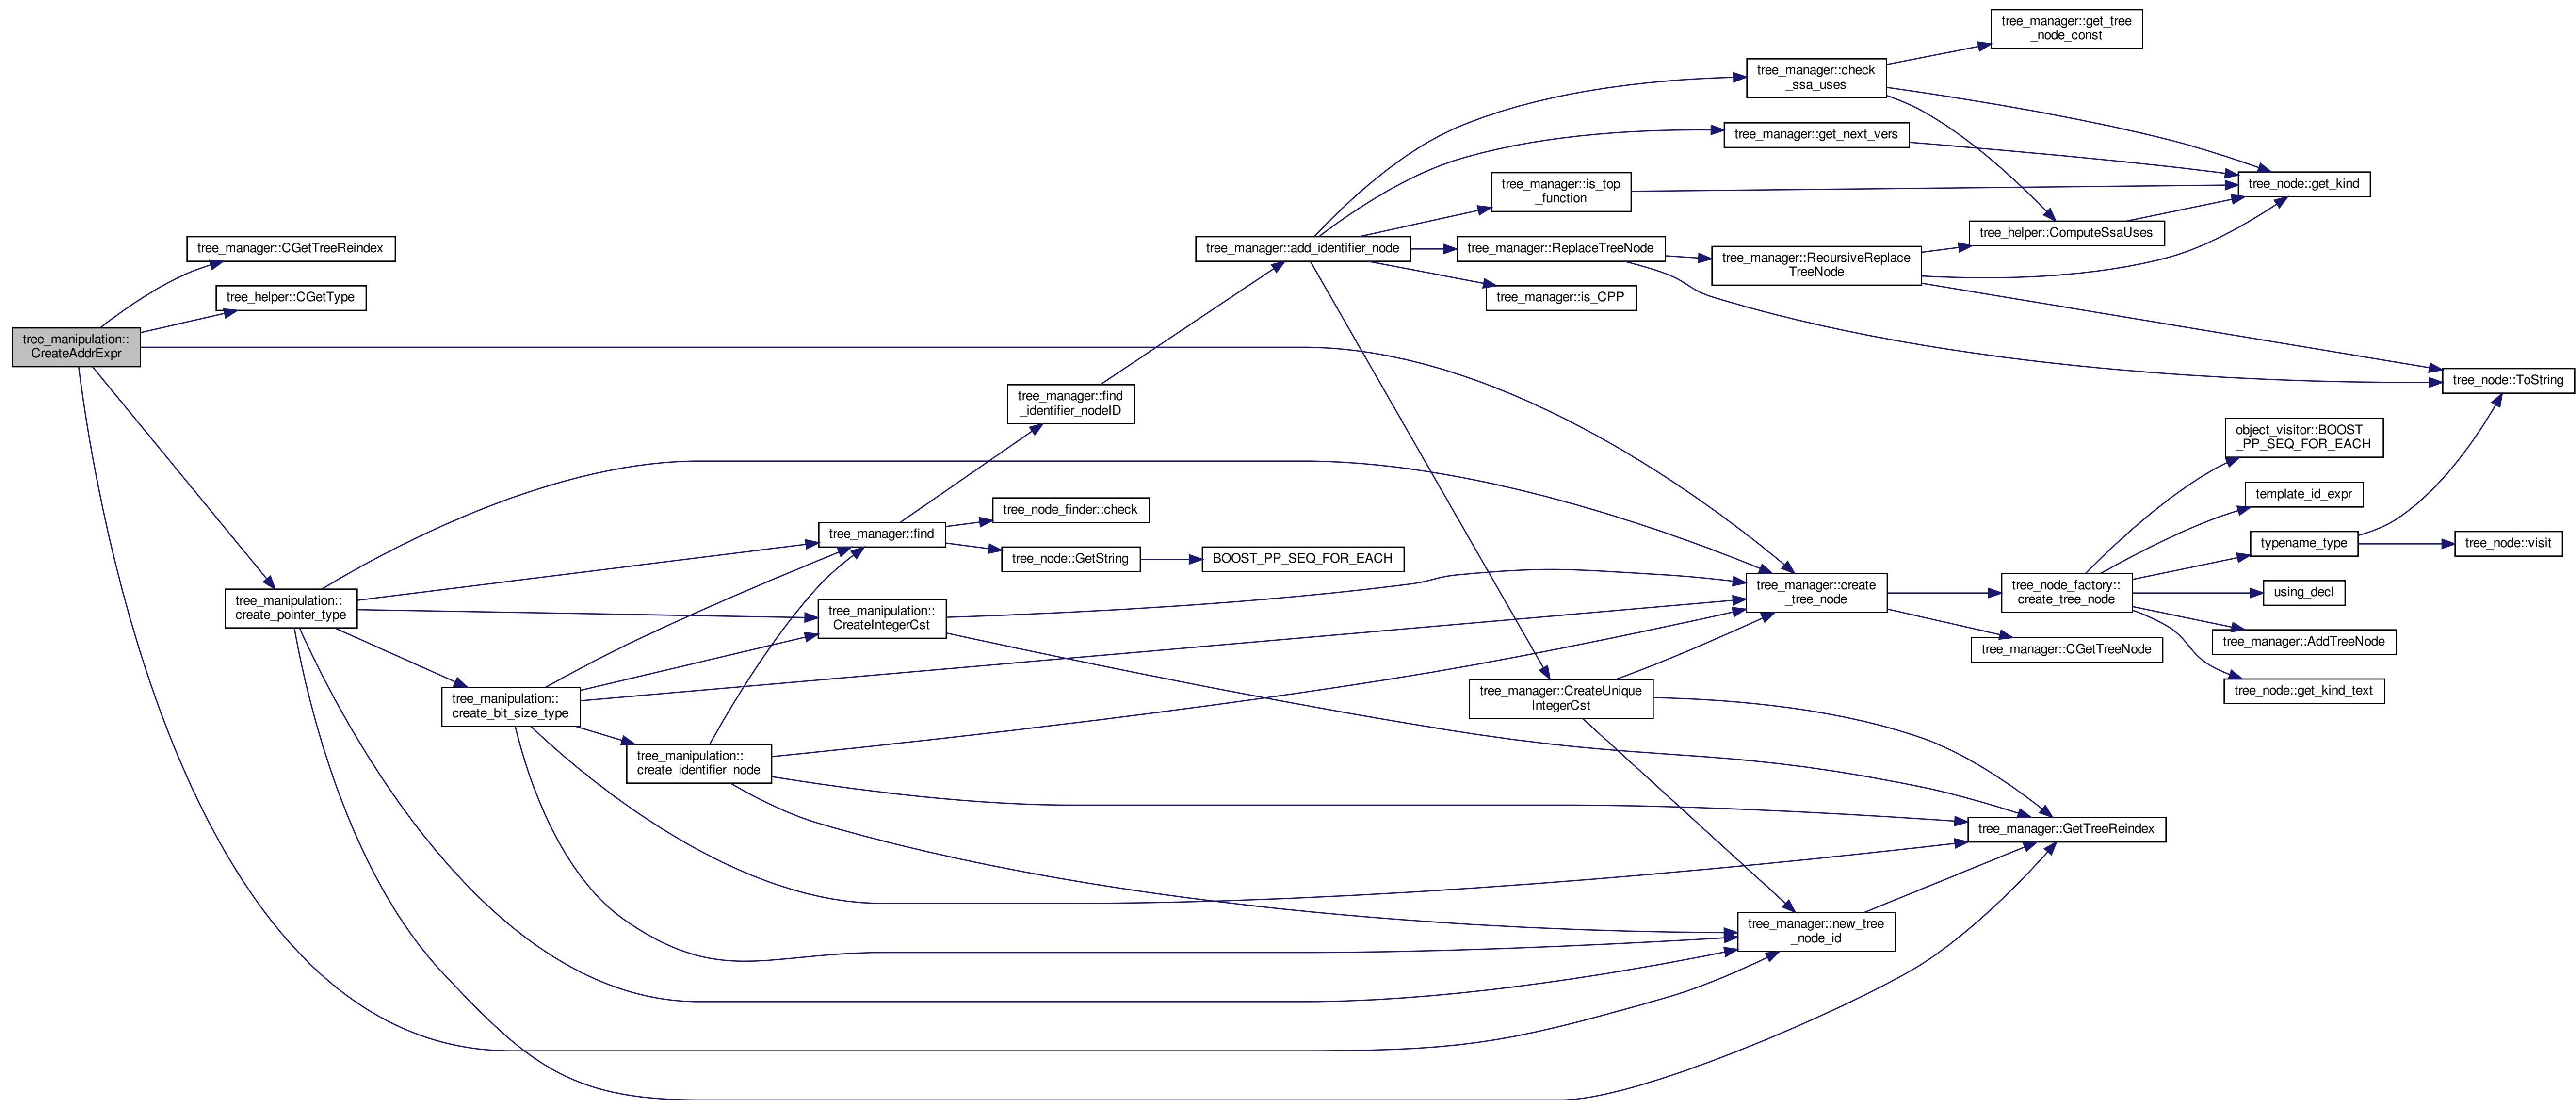 tree_manipulation::
CreateAddrExpr
tree_manager::CGetTreeReindex
tree_helper::CGetType
tree_manipulation::
create_pointer_type
tree_manipulation::
create_bit_size_type
tree_manipulation::
create_identifier_node
tree_manager::find
tree_manipulation::
CreateIntegerCst
tree_manager::find
_identifier_nodeID
tree_node_finder::check
tree_node::GetString
BOOST_PP_SEQ_FOR_EACH
tree_manager::add_identifier_node
tree_manager::check
_ssa_uses
tree_manager::get_next_vers
tree_manager::is_top
_function
tree_manager::ReplaceTreeNode
tree_manager::is_CPP
tree_manager::CreateUnique
IntegerCst
tree_manager::RecursiveReplace
TreeNode
tree_manager::create
_tree_node
tree_manager::new_tree
_node_id
tree_manager::get_tree
_node_const
tree_helper::ComputeSsaUses
tree_node::get_kind
tree_node_factory::
create_tree_node
tree_manager::CGetTreeNode
tree_manager::GetTreeReindex
object_visitor::BOOST
_PP_SEQ_FOR_EACH
template_id_expr
typename_type
using_decl
tree_manager::AddTreeNode
tree_node::get_kind_text
tree_node::ToString
tree_node::visit